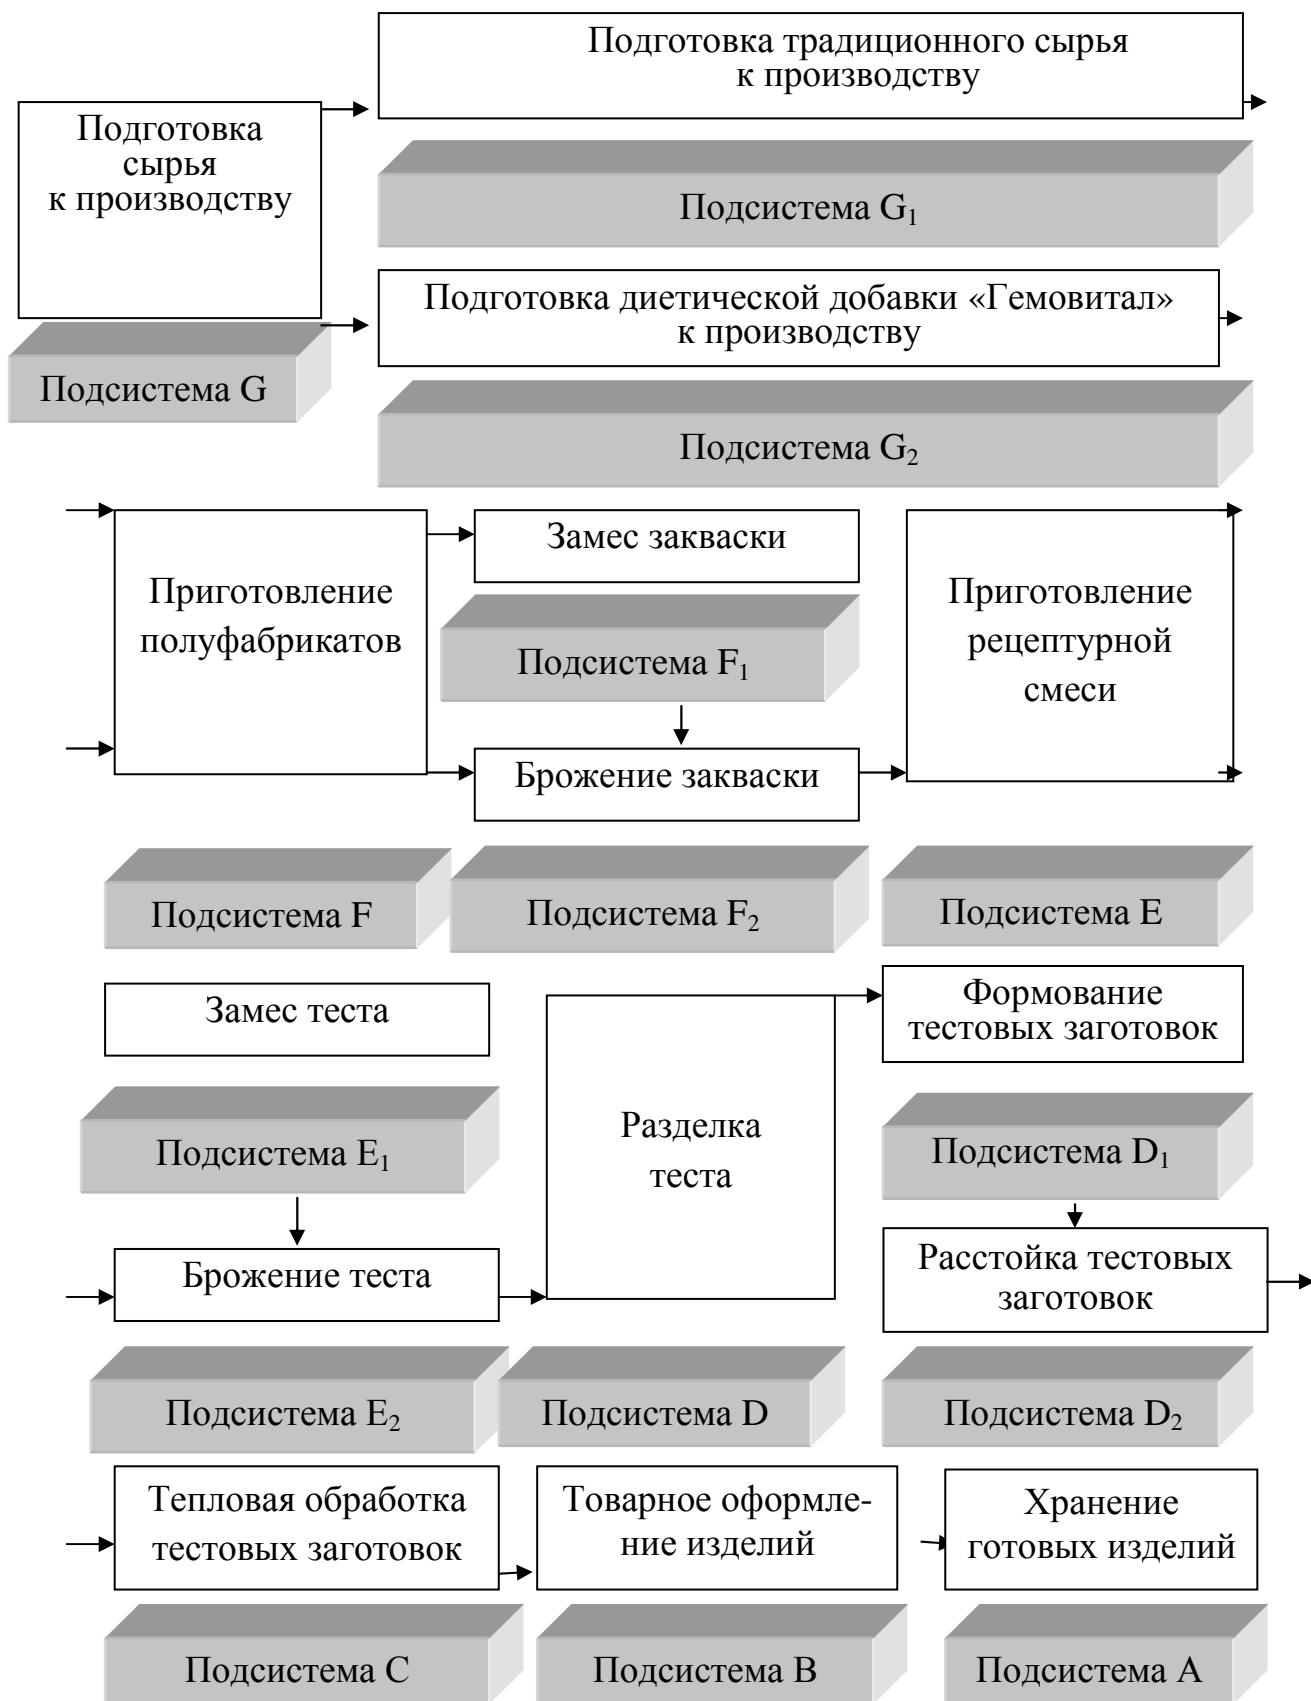 Подготовка традиционного сырья
к производству
Подготовка
сырья
к производству
Подсистема G₁
Подготовка диетической добавки «Гемовитал»
к производству
Подсистема G
Подсистема G₂
Замес закваски
Приготовление
полуфабрикатов
Приготовление
рецептурной
смеси
Подсистема F₁
Брожение закваски
Подсистема F
Подсистема F₂
Подсистема E
Замес теста
Формование
тестовых заготовок
Разделка
теста
Подсистема E₁
Подсистема D₁
Брожение теста
Расстойка тестовых
заготовок
Подсистема E₂
Подсистема D
Подсистема D₂
Тепловая обработка
тестовых заготовок
Товарное оформле-
ние изделий
Хранение
готовых изделий
Подсистема C
Подсистема B
Подсистема A